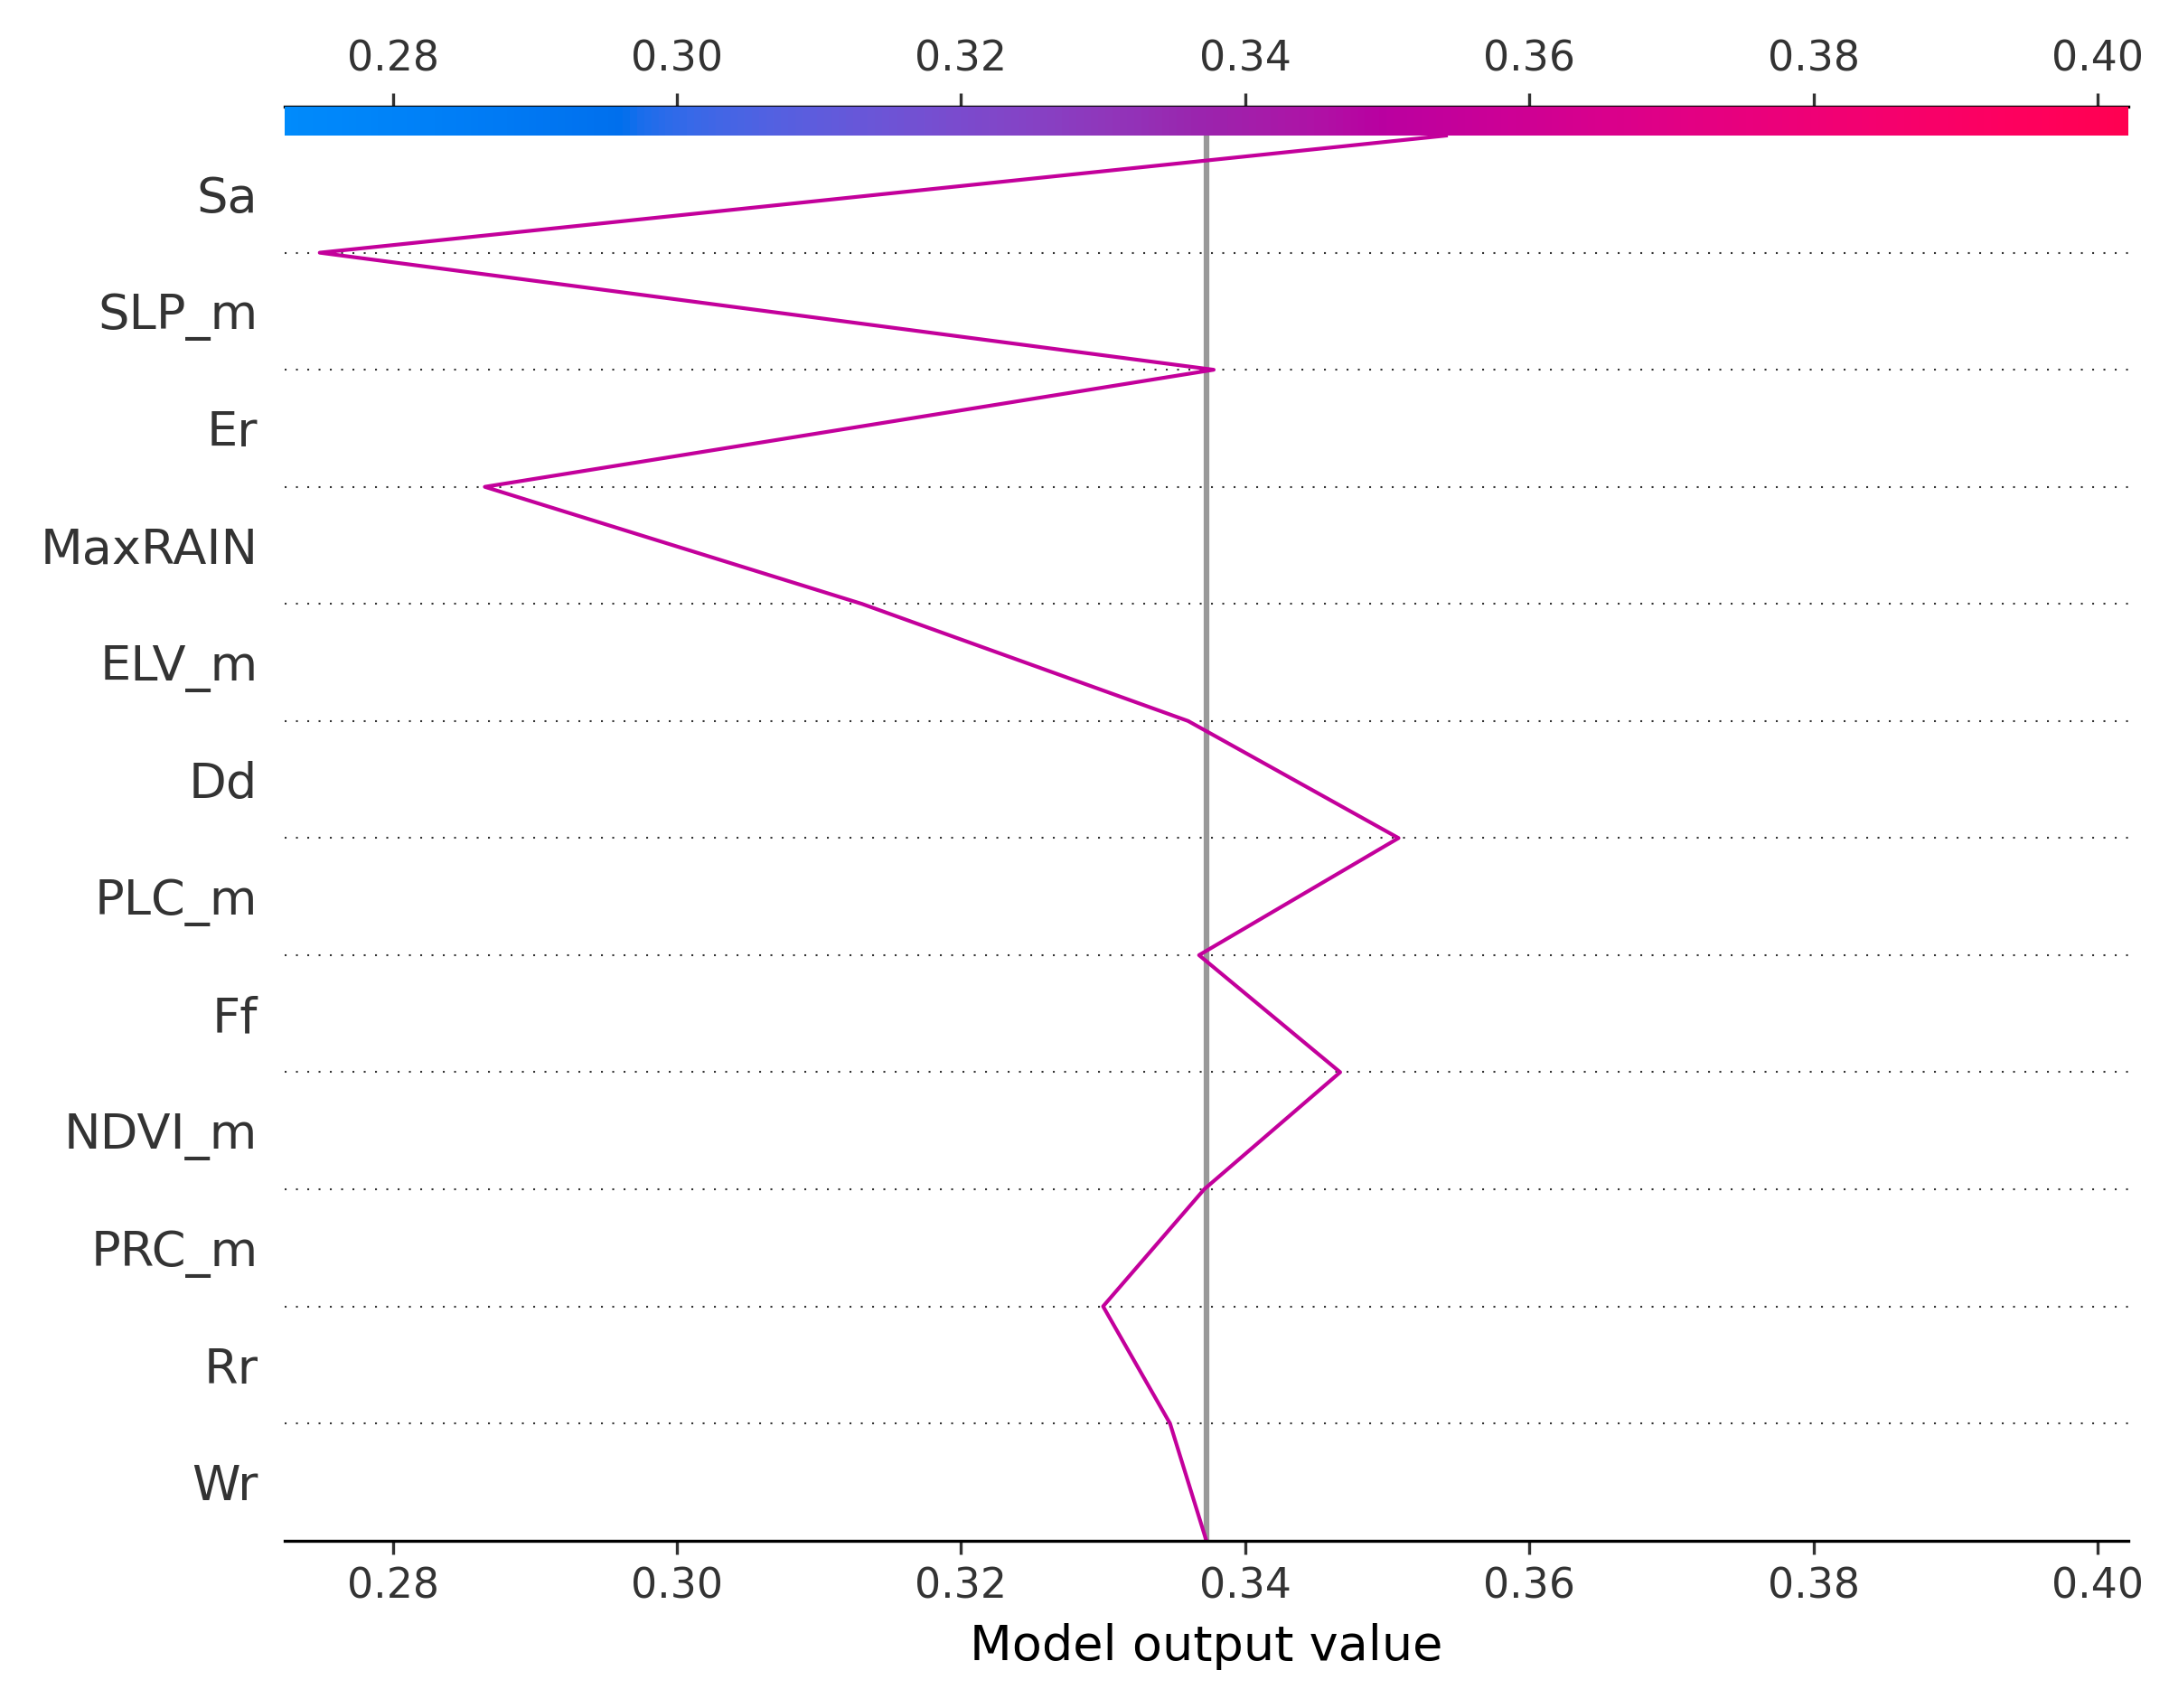 0.28 0.30 0.32 0.34 0.36 0.38 0.40
Sa
SLP_m
Er
MaxRAIN
ELV_m
Dd
PLC_m
Ff
NDVI_m
PRC_m
Rr
Wr
0.28 0.30 0.32 0.34 0.36 0.38 0.40
Model output value